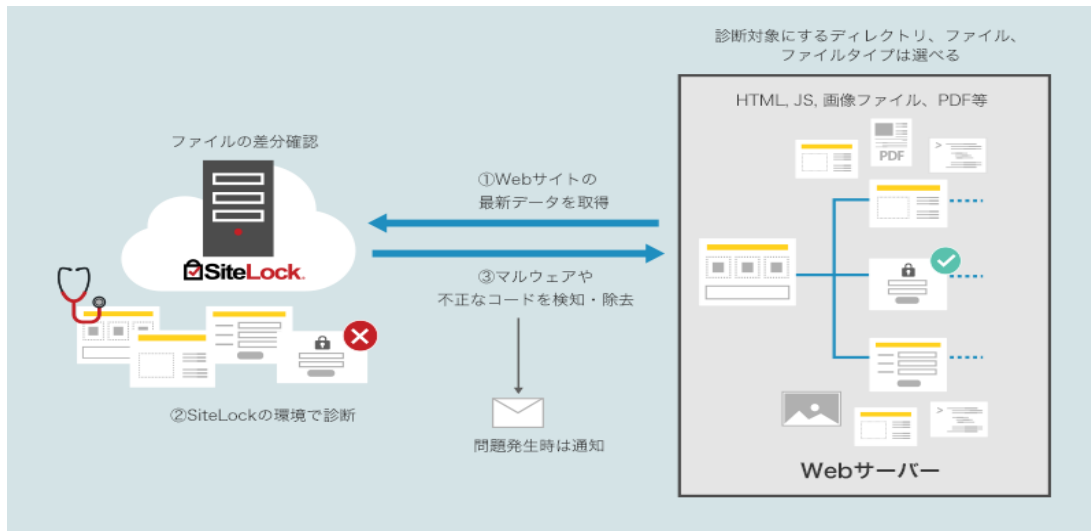 診断対象にするディレクトリ、ファイル、
ファイルタイプは選べる
HTML, JS, 画像ファイル、PDF等
PDF
ファイルの差分確認
SiteLock.
①Webサイトの
最新データを取得
③マルウェアや
不正なコードを検知・除去
②SiteLockの環境で診断
問題発生時は通知
Webサーバー